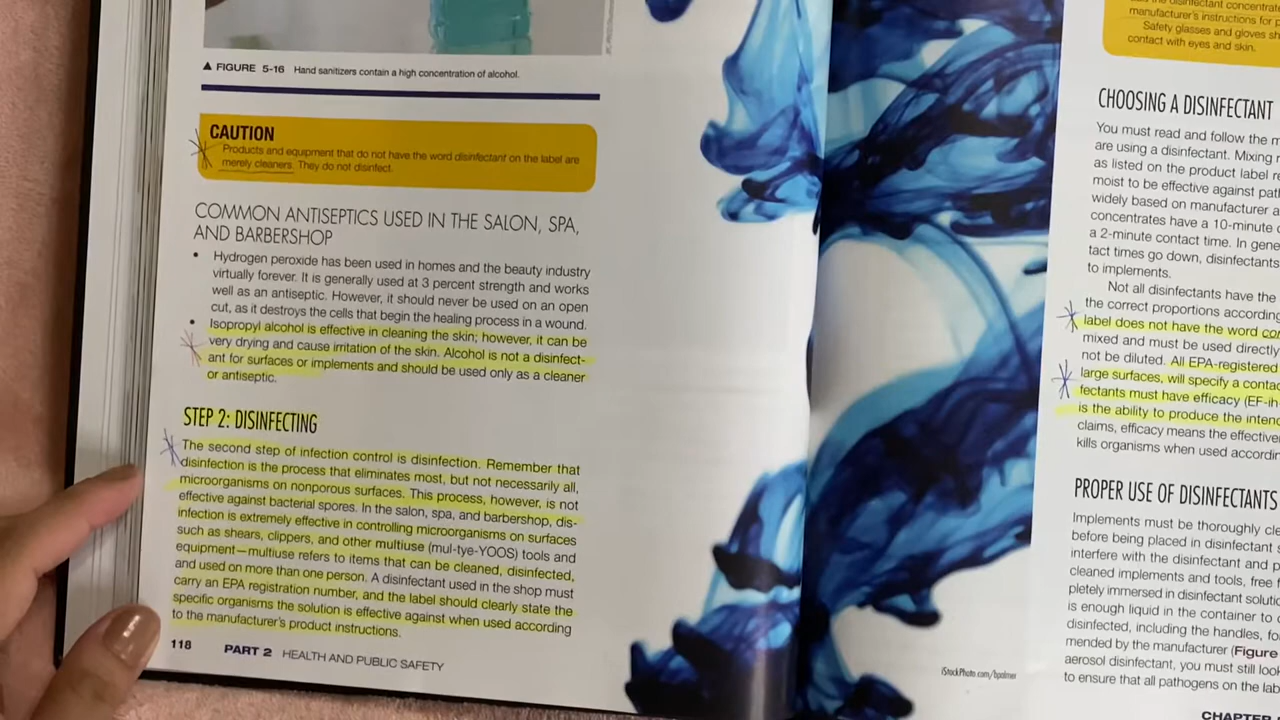 ▲ FIGURE 5-16 Hand sanitizers contain a high concentration of alcohol.
CAUTION
Products and equipment that do not have the word disinfectant on the label are
merely cleaners. They do not disinfect.
COMMON ANTISEPTICS USED IN THE SALON, SPA,
AND BARBERSHOP
• Hydrogen peroxide has been used in homes and the beauty industry
virtually forever. It is generally used at 3 percent strength and works
well as an antiseptic. However, it should never be used on an open
cut, as it destroys the cells that begin the healing process in a wound.
• Isopropyl alcohol is effective in cleaning the skin; however, it can be
very drying and cause irritation of the skin. Alcohol is not a disinfect-
ant for surfaces or implements and should be used only as a cleaner
or antiseptic.
STEP 2: DISINFECTING
The second step of infection control is disinfection. Remember that
disinfection is the process that eliminates most, but not necessarily all,
microorganisms on nonporous surfaces. This process, however, is not
effective against bacterial spores. In the salon, spa, and barbershop, dis-
infection is extremely effective in controlling microorganisms on surfaces
such as shears, clippers, and other multiuse (mul-tye-YOOS) tools and
equipment—multiuse refers to items that can be cleaned, disinfected,
and used on more than one person. A disinfectant used in the shop must
carry an EPA registration number, and the label should clearly state the
specific organisms the solution is effective against when used according
to the manufacturer's product instructions.
118 PART 2 HEALTH AND PUBLIC SAFETY
iStockPhoto.com/bpalmer
the disinfectant concentrate
manufacturer's instructions for
Safety glasses and gloves
contact with eyes and skin.
CHOOSING A DISINFECTANT
You must read and follow the
are using a disinfectant. Mixing
as listed on the product label
moist to be effective against
widely based on manufacturer
concentrates have a 10-minute
a 2-minute contact time. In
tact times go down, disinfectants
to implements.
Not all disinfectants have the
the correct proportions according
label does not have the word
mixed and must be used directly
not be diluted. All EPA-registered
large surfaces, will specify a
fectants must have efficacy
is the ability to produce the
claims, efficacy means the
kills organisms when used
PROPER USE OF DISINFECTANTS
Implements must be thoroughly
before being placed in disinfectant
interfere with the disinfectant and
cleaned implements and tools, free
pletely immersed in disinfectant
is enough liquid in the container to
disinfected, including the handles,
mended by the manufacturer (Figure
aerosol disinfectant, you must still
to ensure that all pathogens on the